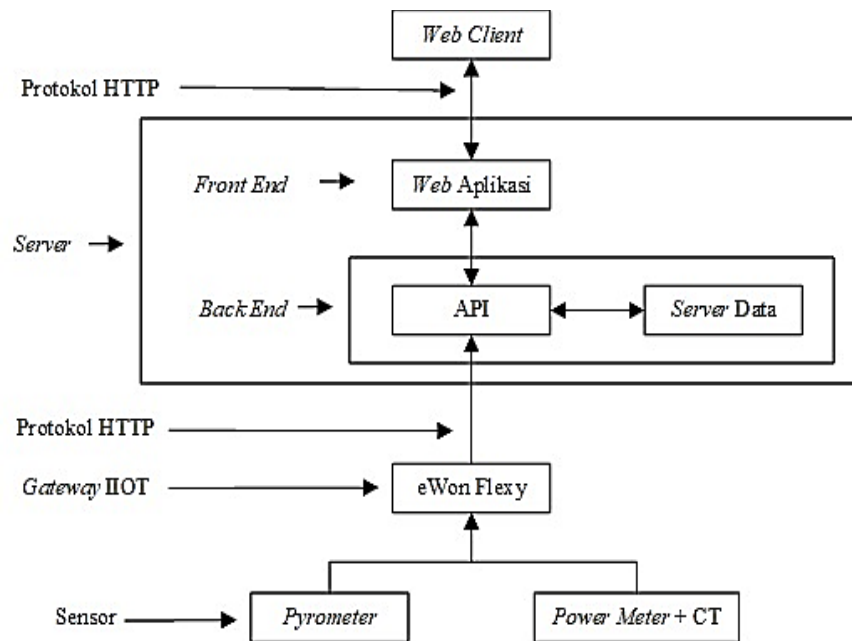 Web Client
Protokol HTTP
Front End
Web Aplikasi
Server
Back End
API
Server Data
Protokol HTTP
Gateway IIOT
eWon Flexy
Sensor
Pyrometer
Power Meter + CT